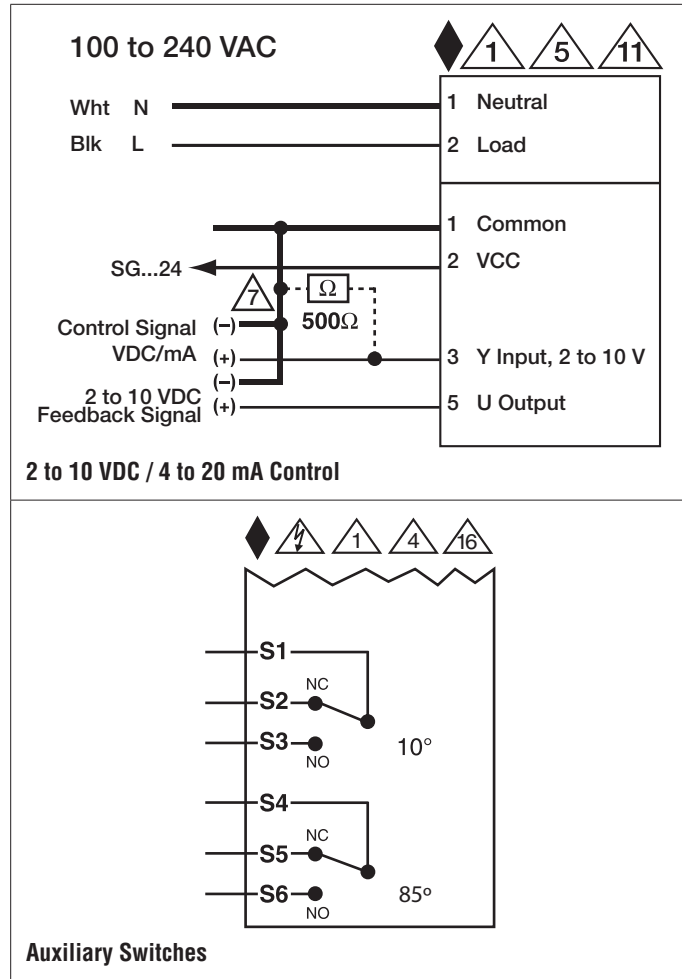 100 to 240 VAC
1 5 11
Wht N
1 Neutral
Blk L
2 Load
1 Common
SG...24
2 VCC
7
Ω
500Ω
Control Signal (–)
VDC/mA (+)
3 Y Input, 2 to 10 V
(–)
2 to 10 VDC
Feedback Signal (+)
5 U Output
2 to 10 VDC / 4 to 20 mA Control
1 4 16
S1
NC
S2
S3
10°
NO
S4
NC
S5
S6
85º
NO
Auxiliary Switches